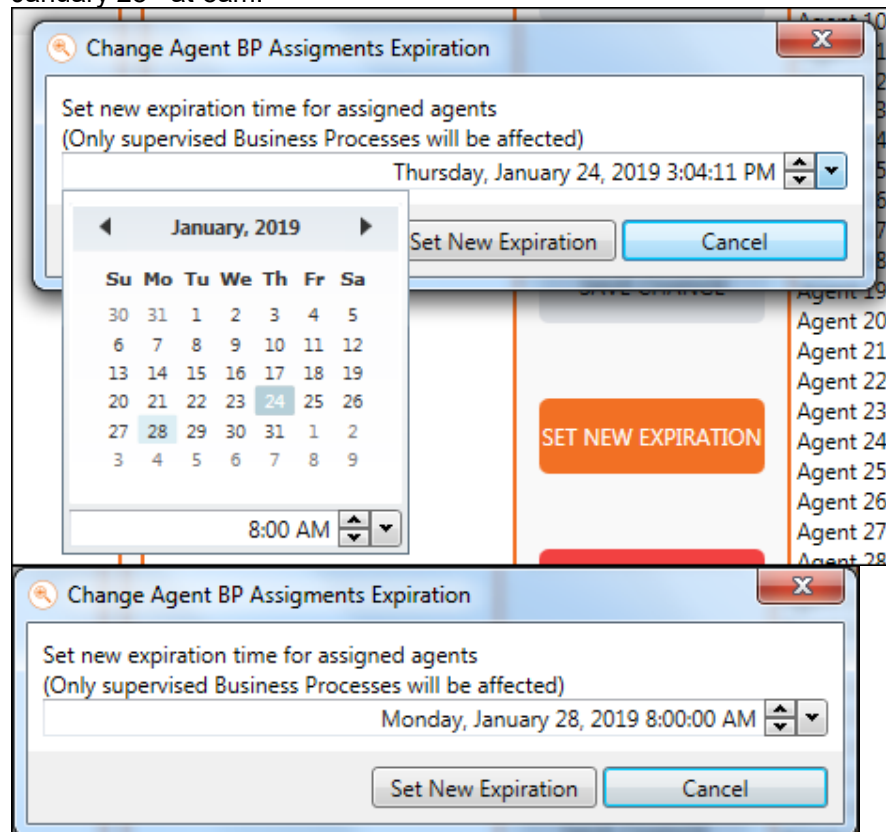 Change Agent BP Assigments Expiration
Set new expiration time for assigned agents
(Only supervised Business Processes will be affected)
Thursday, January 24, 2019 3:04:11 PM
January, 2019
Set New Expiration Cancel
Su Mo Tu We Th Fr Sa
30 31 1 2 3 4 5
6 7 8 9 10 11 12
13 14 15 16 17 18 19
20 21 22 23 24 25 26
27 28 29 30 31 1 2
3 4 5 6 7 8 9
8:00 AM
SET NEW EXPIRATION
Agent 19
Agent 20
Agent 21
Agent 22
Agent 23
Agent 24
Agent 25
Agent 26
Agent 27
Agent 28
Change Agent BP Assigments Expiration
Set new expiration time for assigned agents
(Only supervised Business Processes will be affected)
Monday, January 28, 2019 8:00:00 AM
Set New Expiration Cancel